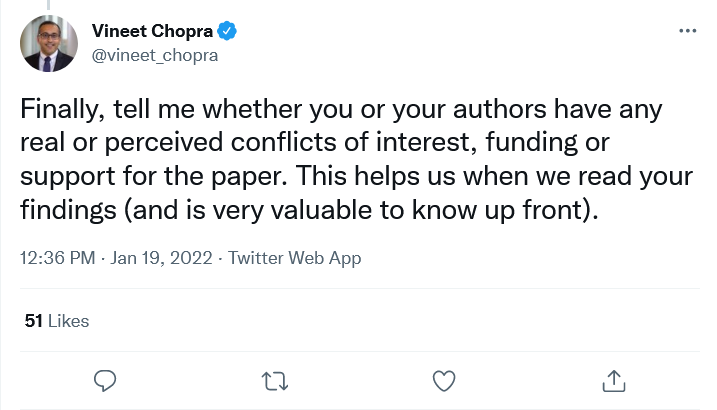 Vineet Chopra
@vineet_chopra
Finally, tell me whether you or your authors have any
real or perceived conflicts of interest, funding or
support for the paper. This helps us when we read your
findings (and is very valuable to know up front).
12:36 PM · Jan 19, 2022 · Twitter Web App
51 Likes